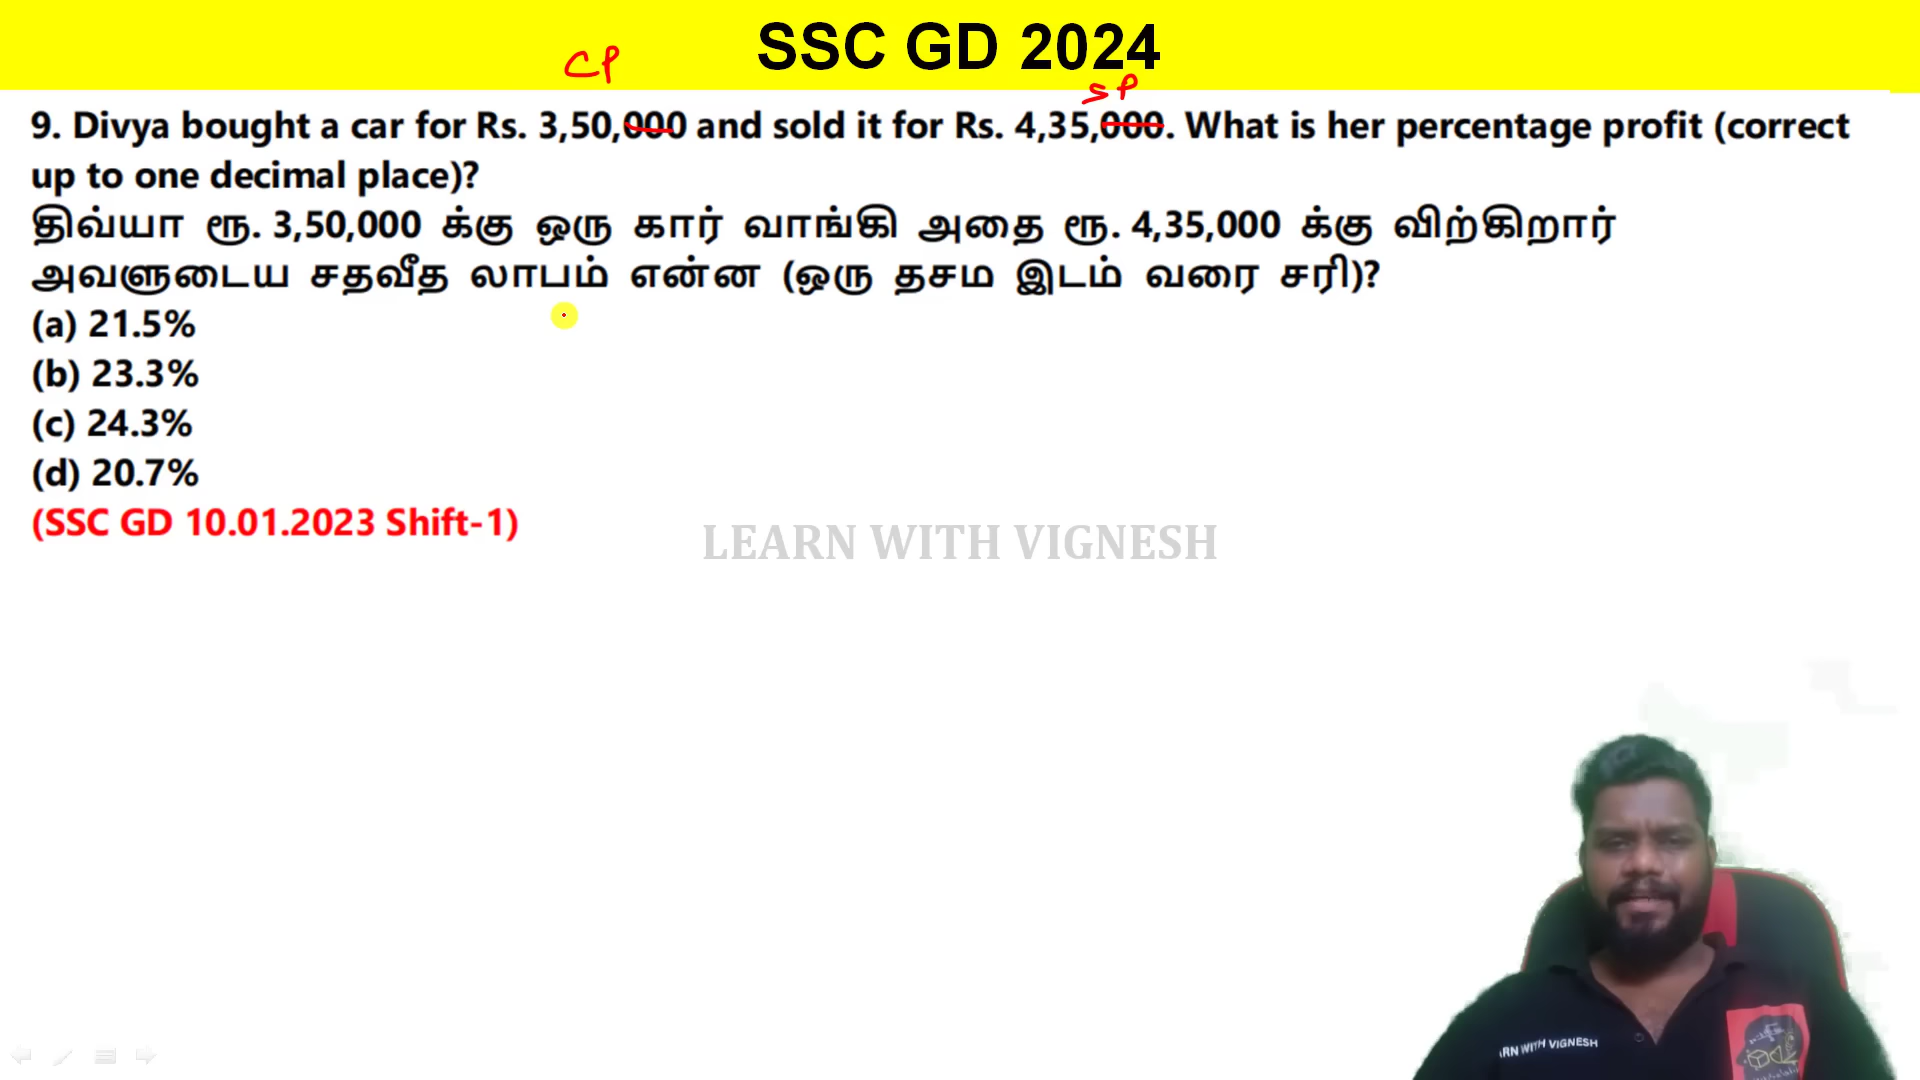 SSC GD 2024
CP
SP
9. Divya bought a car for Rs. 3,50,000 and sold it for Rs. 4,35,000. What is her percentage profit (correct
up to one decimal place)?
திவ்யா ரூ. 3,50,000 க்கு ஒரு கார் வாங்கி அதை ரூ. 4,35,000 க்கு விற்கிறார்
அவளுடைய சதவீத லாபம் என்ன (ஒரு தசம இடம் வரை சரி)?
(a) 21.5%
(b) 23.3%
(c) 24.3%
(d) 20.7%
(SSC GD 10.01.2023 Shift-1)
LEARN WITH VIGNESH
RN WITH VIGNESH